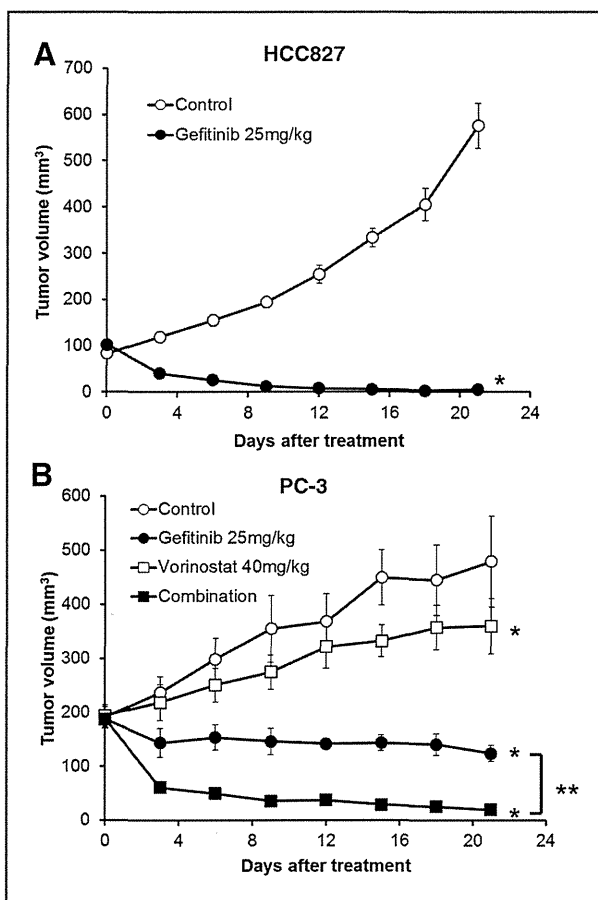 A
HCC827
700
600
500
400
300
200
100
0
Tumor volume (mm³)
Control
Gefitinib 25mg/kg
*
0 4 8 12 16 20 24
Days after treatment
B
PC-3
600
500
400
300
200
100
0
Tumor volume (mm³)
Control
Gefitinib 25mg/kg
Vorinostat 40mg/kg
Combination
*
*
**
*
0 4 8 12 16 20 24
Days after treatment